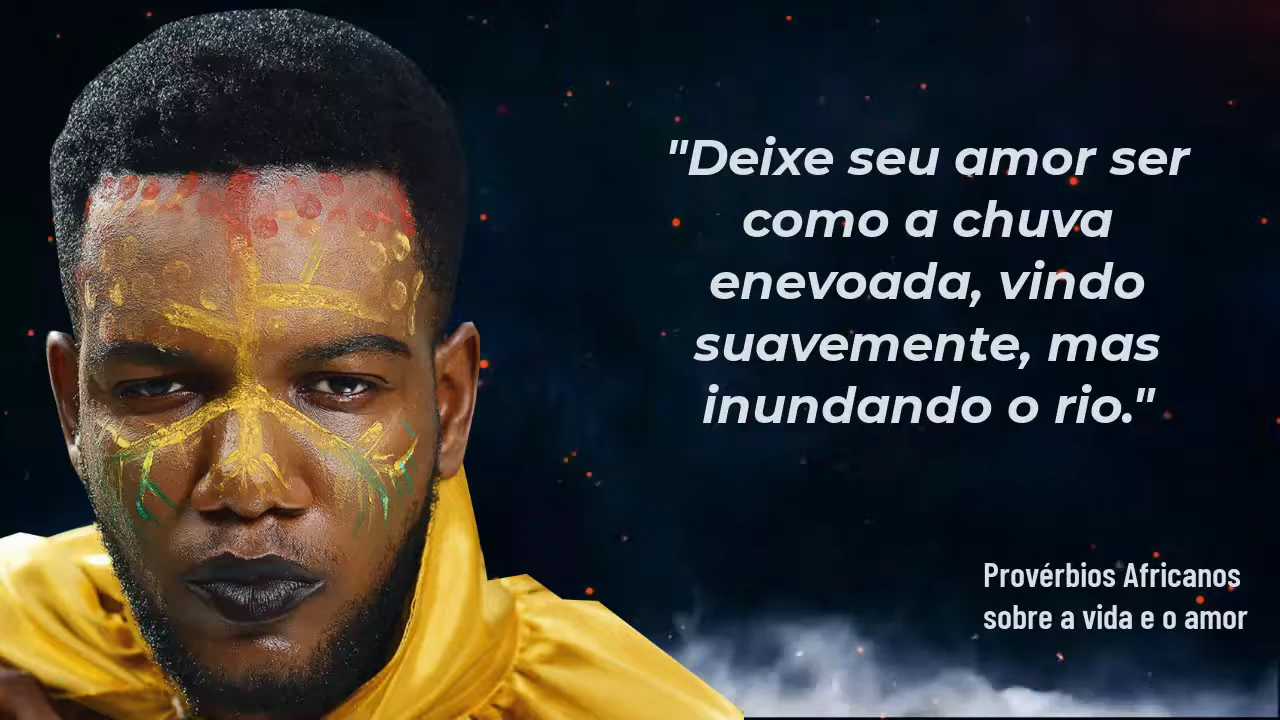 "Deixe seu amor ser
como a chuva
enevoada, vindo
suavemente, mas
inundando o rio."
Provérbios Africanos
sobre a vida e o amor